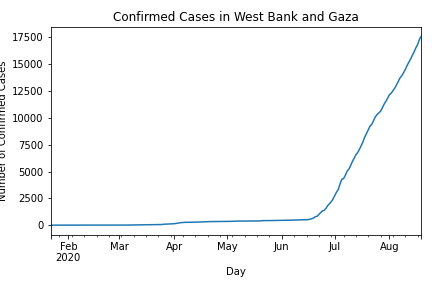 Confirmed Cases in West Bank and Gaza
Number of Confirmed Cases
17500
15000
12500
10000
7500
5000
2500
0
Feb
2020
Mar
Apr
May
Jun
Jul
Aug
Day